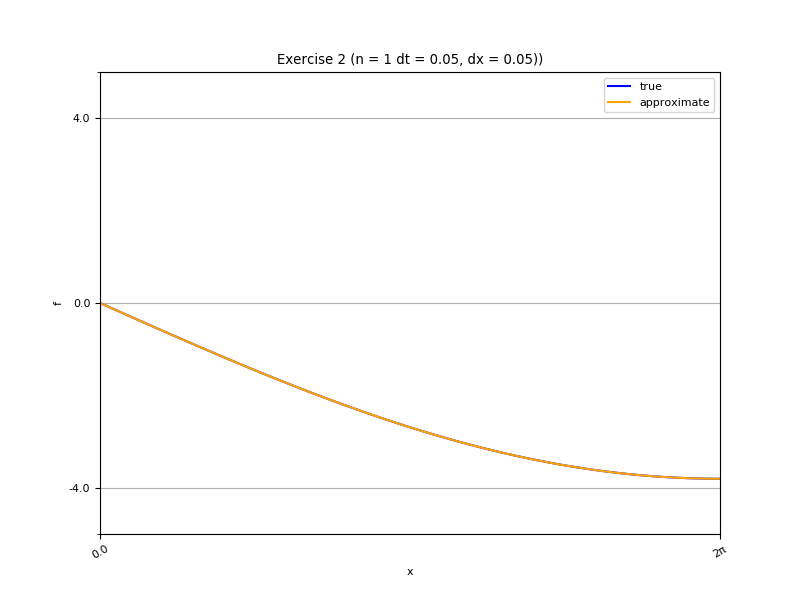 Exercise 2 (n = 1 dt = 0.05, dx = 0.05))
true
approximate
4.0
0.0
-4.0
f
0.0
2π
x